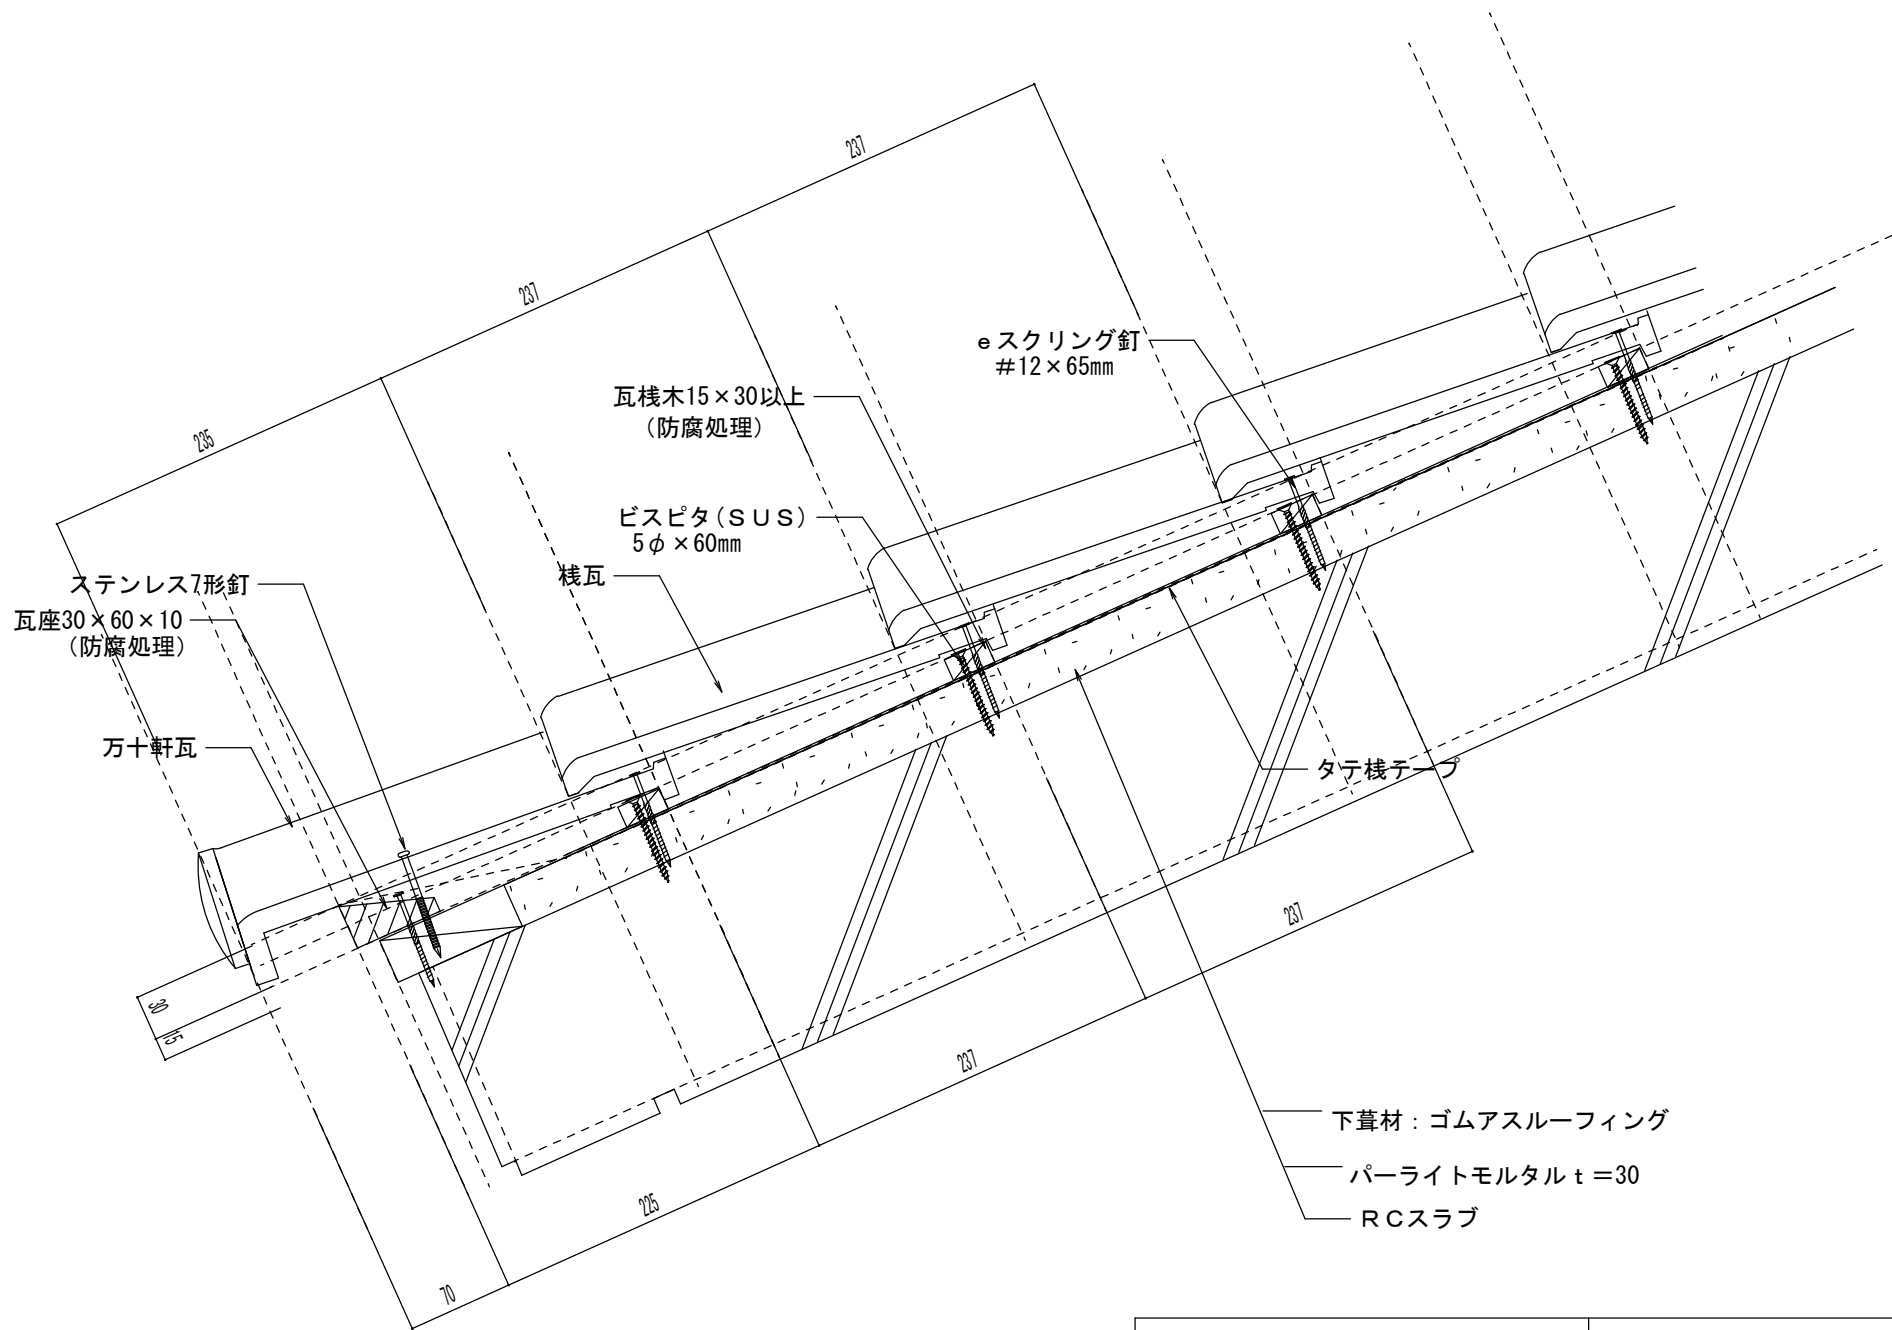 237
237
235
eスクリング釘
#12×65mm
瓦桟木15×30以上
(防腐処理)
ビスピタ(SUS)
5φ×60mm
桟瓦
ステンレス7形釘
瓦座30×60×10
(防腐処理)
万十軒瓦
タテ桟テープ
30
15
237
237
225
70
下葺材:ゴムアスルーフィング
パーライトモルタルt=30
RCスラブ